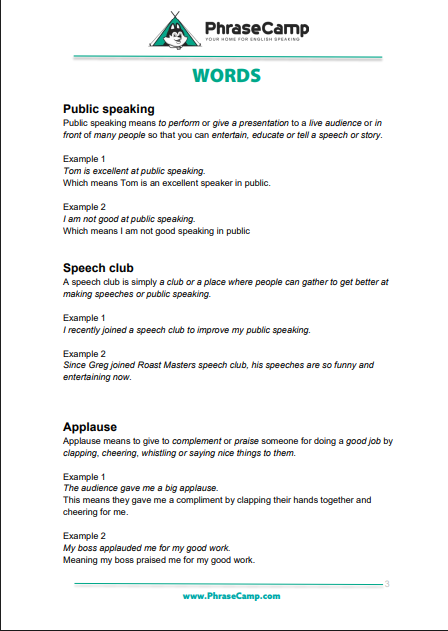 PhraseCamp
YOUR HOME FOR ENGLISH SPEAKING
WORDS
Public speaking
Public speaking means to perform or give a presentation to a live audience or in
front of many people so that you can entertain, educate or tell a speech or story.
Example 1
Tom is excellent at public speaking.
Which means Tom is an excellent speaker in public.
Example 2
I am not good at public speaking.
Which means I am not good speaking in public
Speech club
A speech club is simply a club or a place where people can gather to get better at
making speeches or public speaking.
Example 1
I recently joined a speech club to improve my public speaking.
Example 2
Since Greg joined Roast Masters speech club, his speeches are so funny and
entertaining now.
Applause
Applause means to give to complement or praise someone for doing a good job by
clapping, cheering, whistling or saying nice things to them.
Example 1
The audience gave me a big applause.
This means they gave me a compliment by clapping their hands together and
cheering for me.
Example 2
My boss applauded me for my good work.
Meaning my boss praised me for my good work.
3
www.PhraseCamp.com